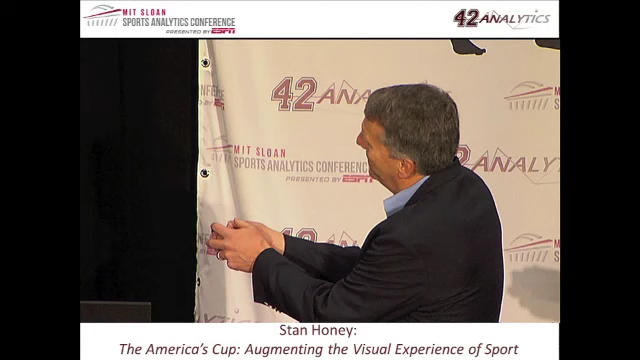 MIT SLOAN
SPORTS ANALYTICS CONFERENCE
PRESENTED BY ESPN
42 ANALYTICS
42 ANA
MIT SLOAN
SPORTS ANALYTICS CONFERENCE
PRESENTED BY ESPN
42 ANALYTICS
Stan Honey:
The America's Cup: Augmenting the Visual Experience of Sport